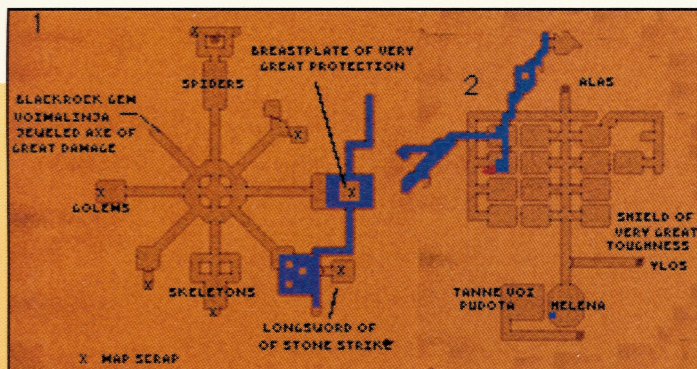 1
BREASTPLATE OF VERY
GREAT PROTECTION
SPIDERS
BLACKROCK GEM
VOIMALINJA
JEWELED AXE OF
GREAT DAMAGE
X
X
X
GOLEMS
X
X
X
SKELETONS
X
X
LONGSWORD OF
OF STONE STRIKE
X MAP SCRAP
2
ALAS
SHIELD OF
VERY GREAT
TOUGHNESS
YLOS
TANNE VOI
PUDOTA
HELENA